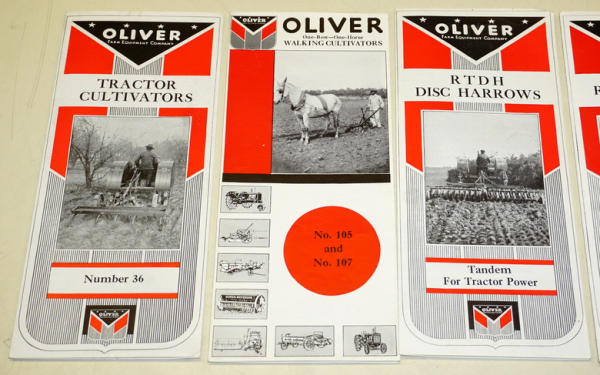 OLIVER
FARM EQUIPMENT COMPANY
TRACTOR
CULTIVATORS
Number 36
OLIVER
OLIVER
OLIVER
One-Row—One-Horse
WALKING CULTIVATORS
No. 105
and
No. 107
OLIVER
FARM EQUIPMENT COMPANY
RTDH
DISC HARROWS
Tandem
For Tractor Power
OLIVER